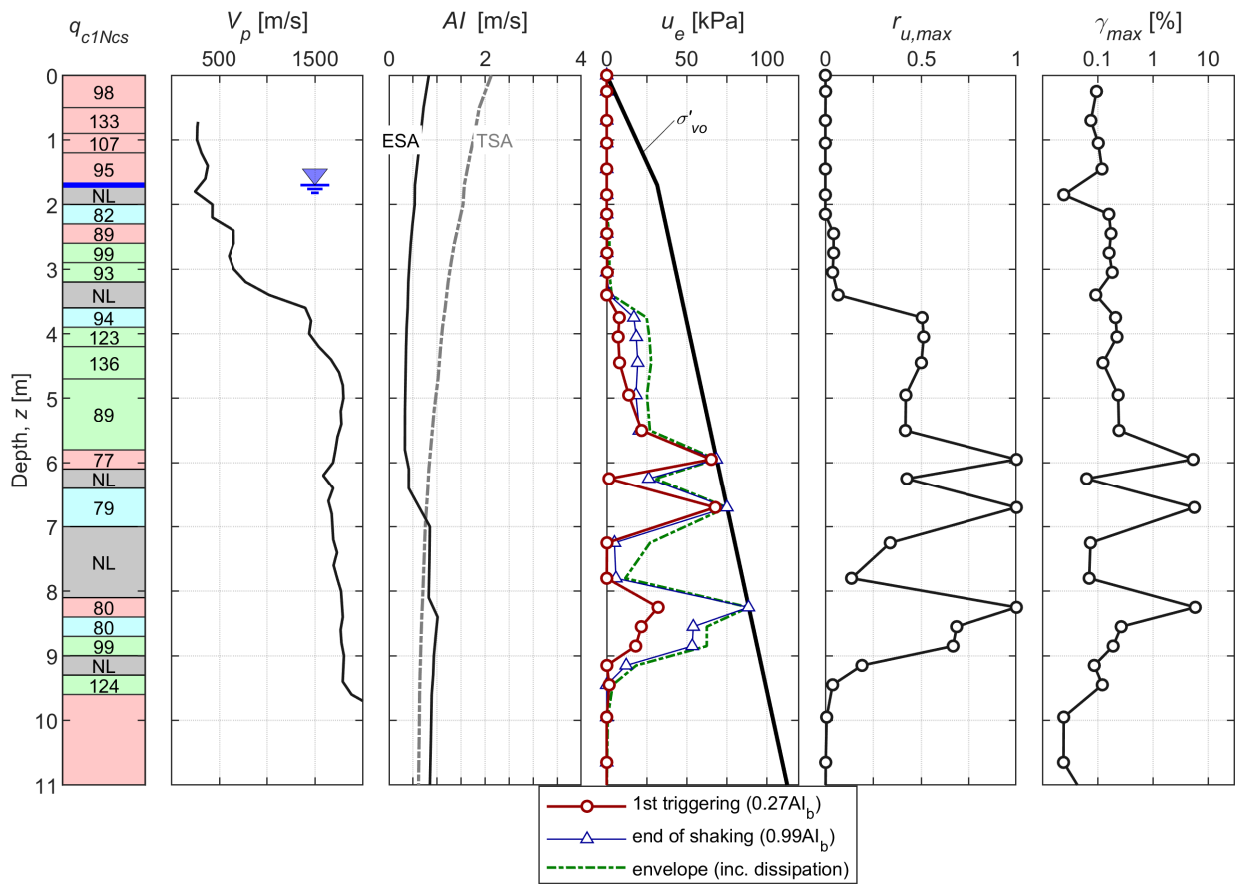 q_c1Ncs V_p [m/s] AI [m/s] u_e [kPa] r_u,max γ_max [%]
500 1500 0 2 4 0 50 100 0 0.5 1 0.1 1 10
0
98
133
1
107
95
NL
2
82
89
99
93
3
NL
94
4
123
136
5
89
77
6
NL
79
7
NL
8
80
80
99
9
NL
124
10
11
Depth, z [m]
ESA TSA
σ'_vo
1st triggering (0.27AI_b)
end of shaking (0.99AI_b)
envelope (inc. dissipation)